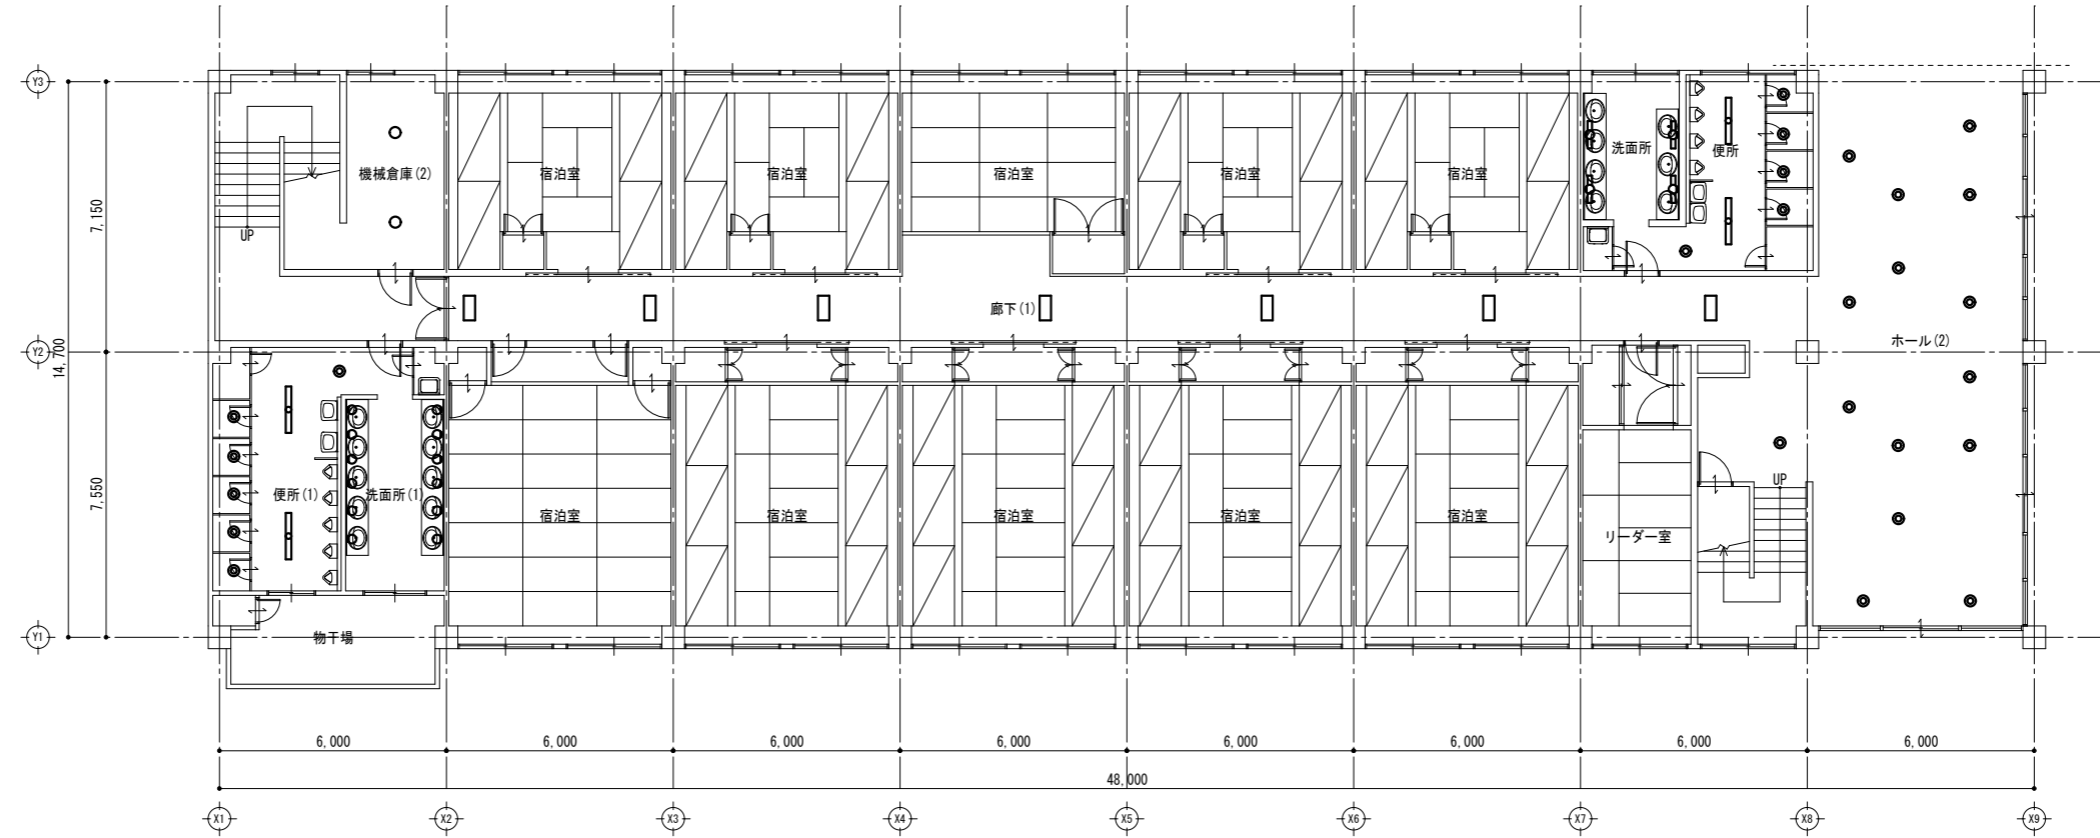 Y3
機械倉庫(2)
宿泊室
宿泊室
宿泊室
宿泊室
宿泊室
洗面所
便所
7,150
UP
廊下(1)
Y2
14,700
ホール(2)
7,550
便所(1)
洗面所(1)
宿泊室
宿泊室
宿泊室
宿泊室
宿泊室
リーダー室
UP
Y1
物干場
6,000
6,000
6,000
6,000
6,000
6,000
6,000
6,000
48,000
X1
X2
X3
X4
X5
X6
X7
X8
X9